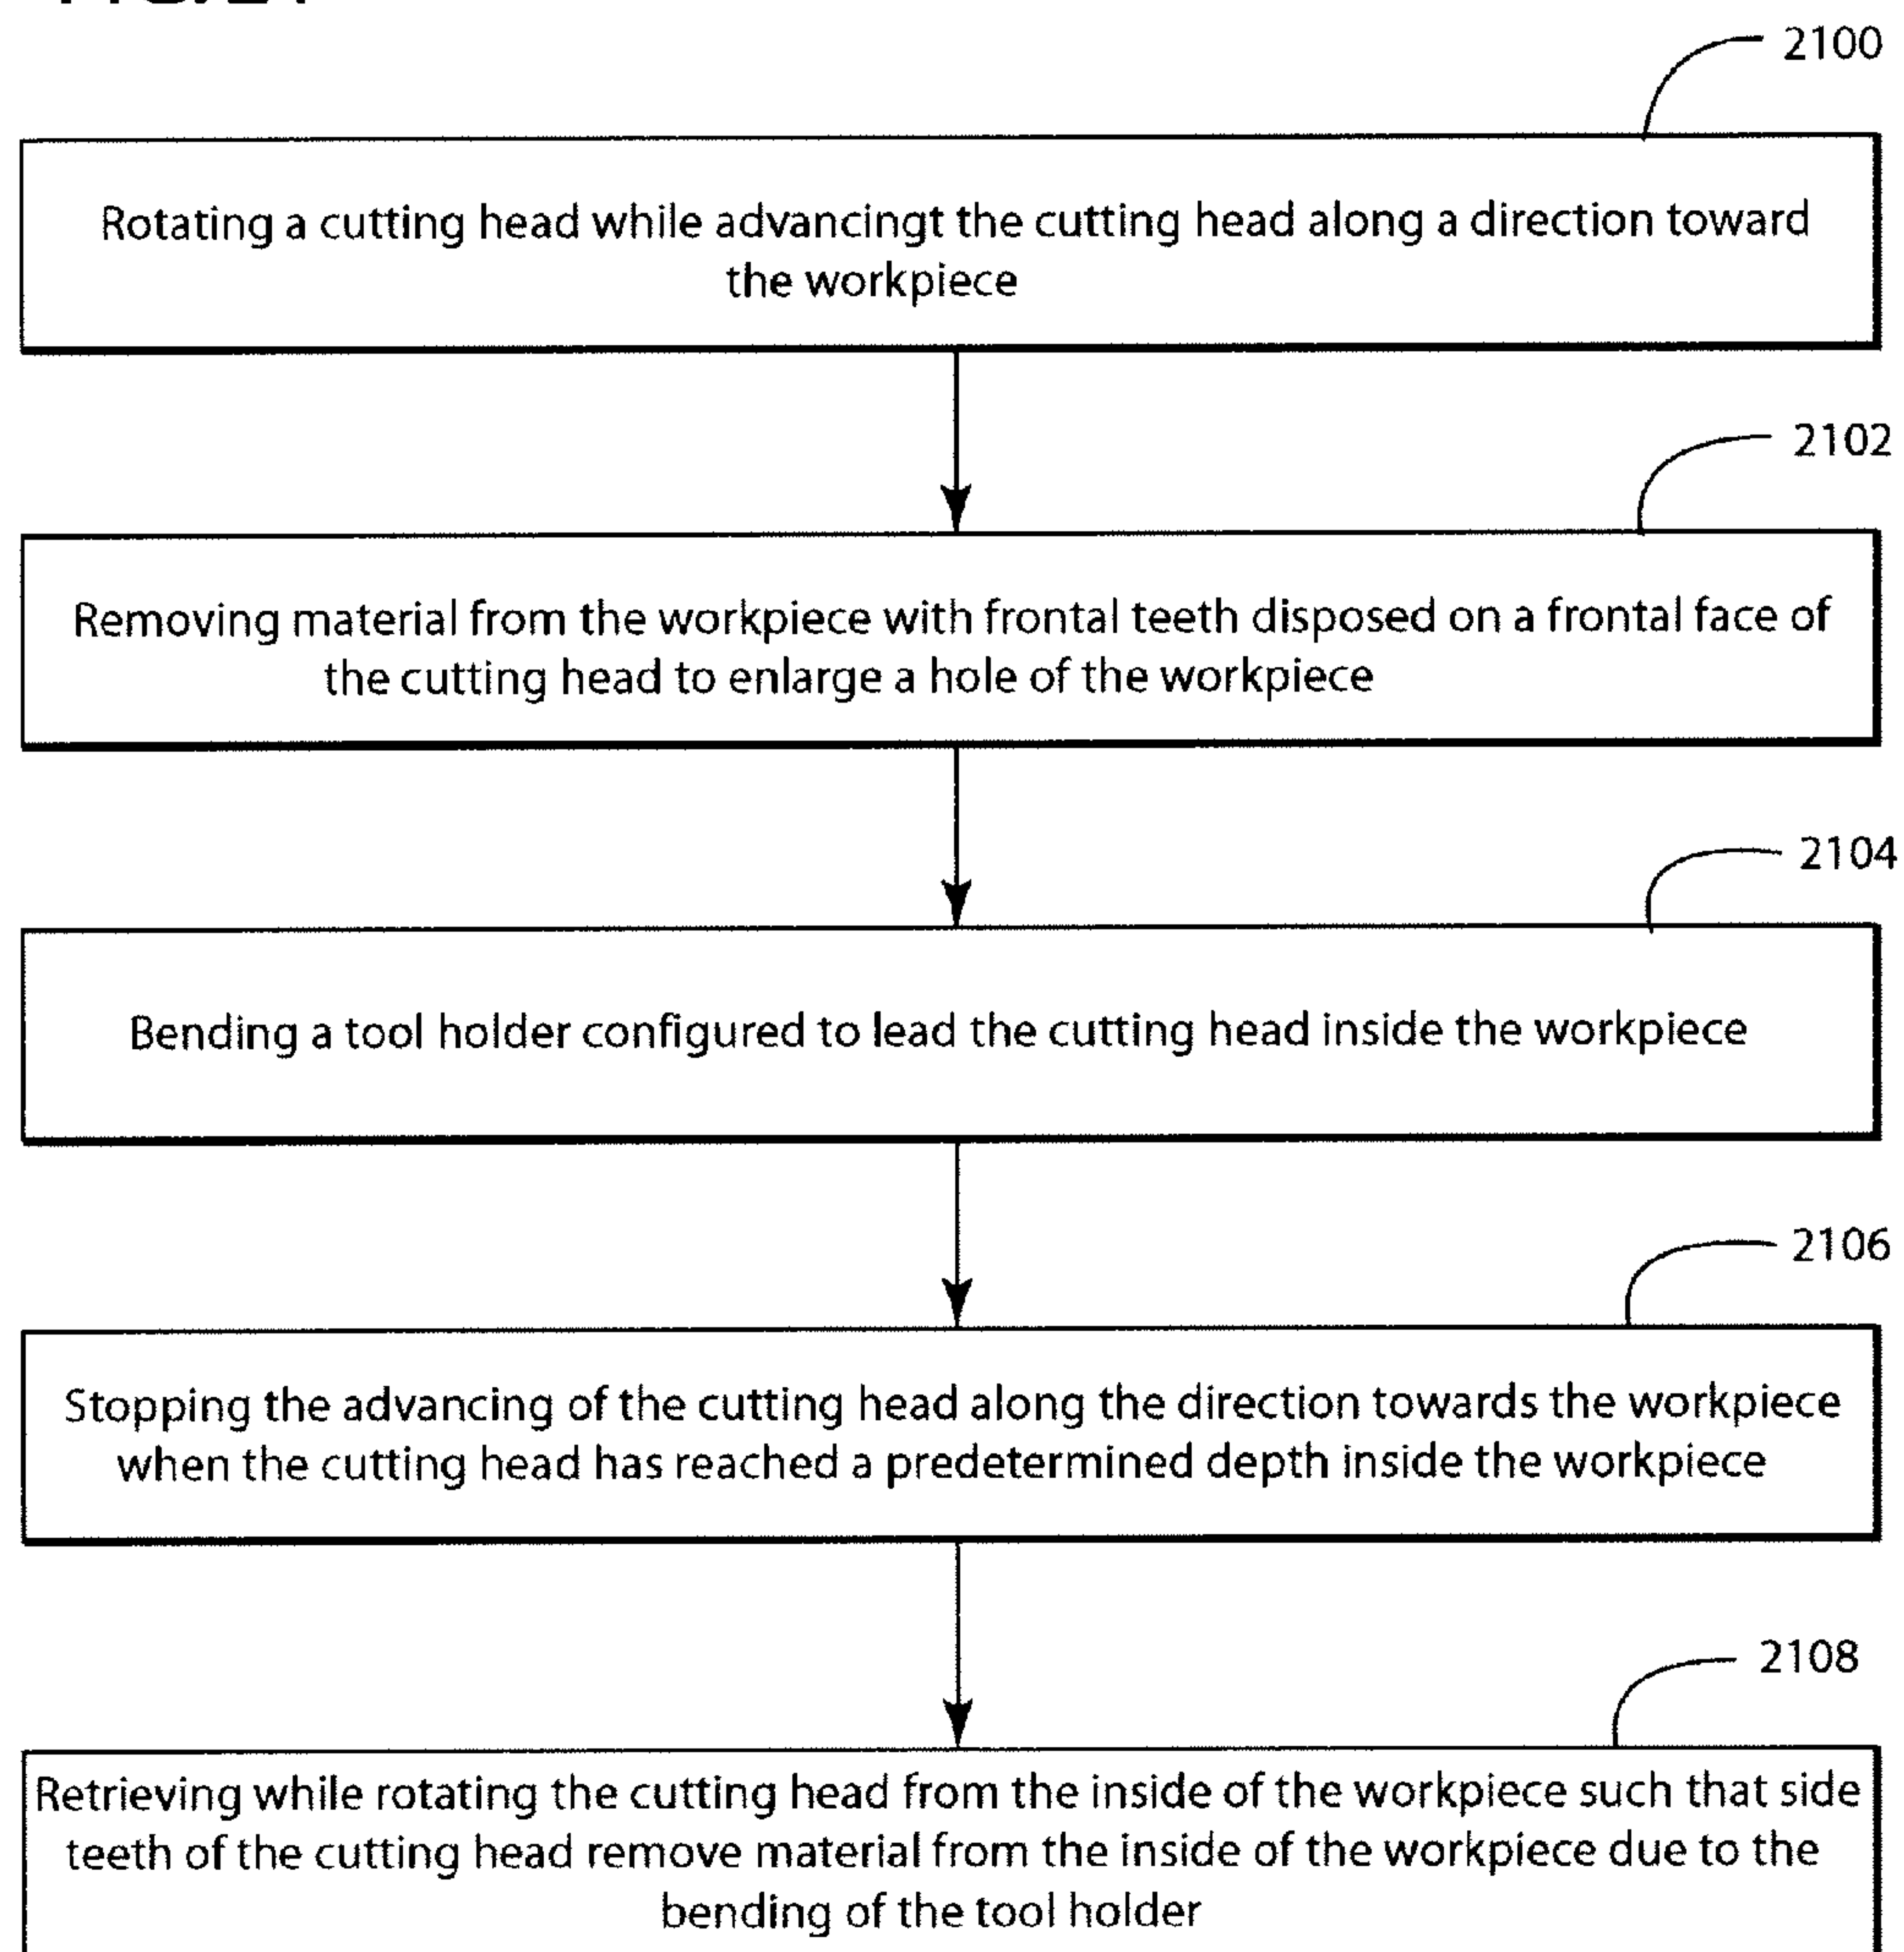 2100
Rotating a cutting head while advancingt the cutting head along a direction toward
the workpiece
2102
Removing material from the workpiece with frontal teeth disposed on a frontal face of
the cutting head to enlarge a hole of the workpiece
2104
Bending a tool holder configured to lead the cutting head inside the workpiece
2106
Stopping the advancing of the cutting head along the direction towards the workpiece
when the cutting head has reached a predetermined depth inside the workpiece
2108
Retrieving while rotating the cutting head from the inside of the workpiece such that side
teeth of the cutting head remove material from the inside of the workpiece due to the
bending of the tool holder